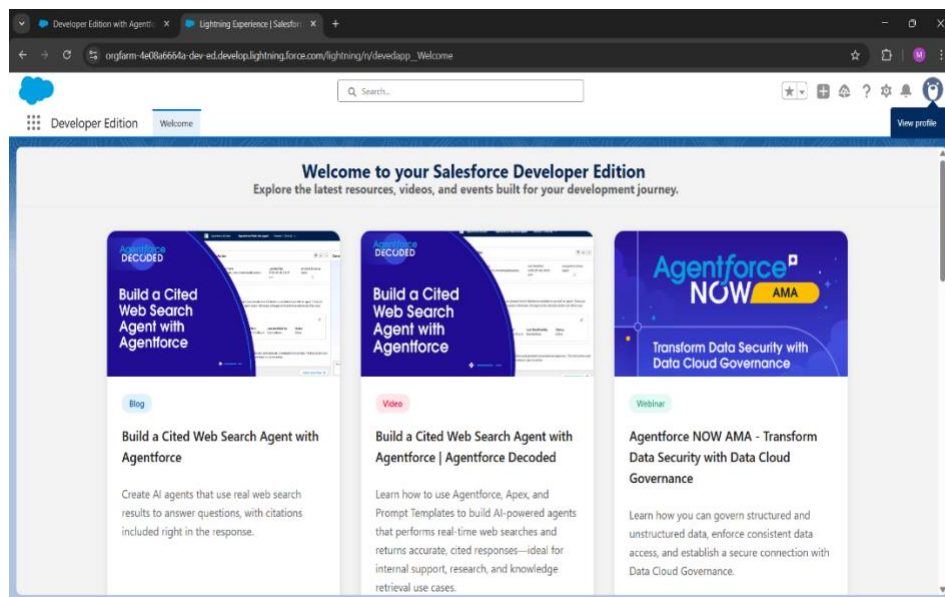 Developer Edition with Agentfo
Lightning Experience | Salesfor
orgfarm-4e08a6664a-dev-ed.develop.lightning.force.com/lightning/n/devedapp__Welcome
M
Search...
Developer Edition
Welcome
View profile
Welcome to your Salesforce Developer Edition
Explore the latest resources, videos, and events built for your development journey.
Agentforce
DECODED
Build a Cited
Web Search
Agent with
Agentforce
Blog
Build a Cited Web Search Agent with
Agentforce
Create AI agents that use real web search
results to answer questions, with citations
included right in the response.
Agentforce
DECODED
Build a Cited
Web Search
Agent with
Agentforce
Video
Build a Cited Web Search Agent with
Agentforce | Agentforce Decoded
Learn how to use Agentforce, Apex, and
Prompt Templates to build AI-powered agents
that performs real-time web searches and
returns accurate, cited responses—ideal for
internal support, research, and knowledge
retrieval use cases.
Agentforce
NOW AMA
Transform Data Security with
Data Cloud Governance
Webinar
Agentforce NOW AMA - Transform
Data Security with Data Cloud
Governance
Learn how you can govern structured and
unstructured data, enforce consistent data
access, and establish a secure connection with
Data Cloud Governance.